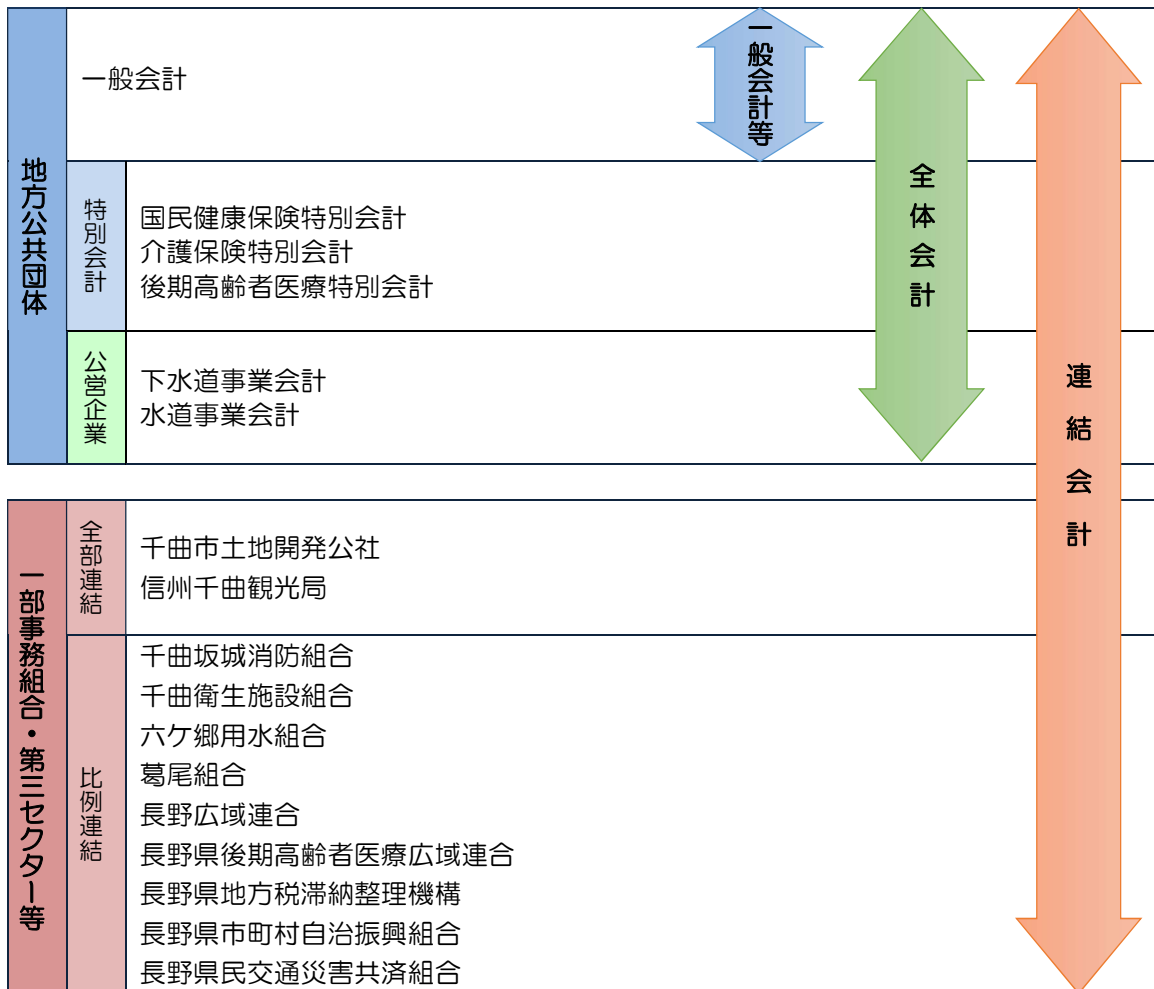 地方公共団体
一般会計
一般会計等
全体会計
連結会計
特別会計
国民健康保険特別会計
介護保険特別会計
後期高齢者医療特別会計
公営企業
下水道事業会計
水道事業会計
一部事務組合・第三セクター等
全部連結
千曲市土地開発公社
信州千曲観光局
比例連結
千曲坂城消防組合
千曲衛生施設組合
六ケ郷用水組合
葛尾組合
長野広域連合
長野県後期高齢者医療広域連合
長野県地方税滞納整理機構
長野県市町村自治振興組合
長野県民交通災害共済組合